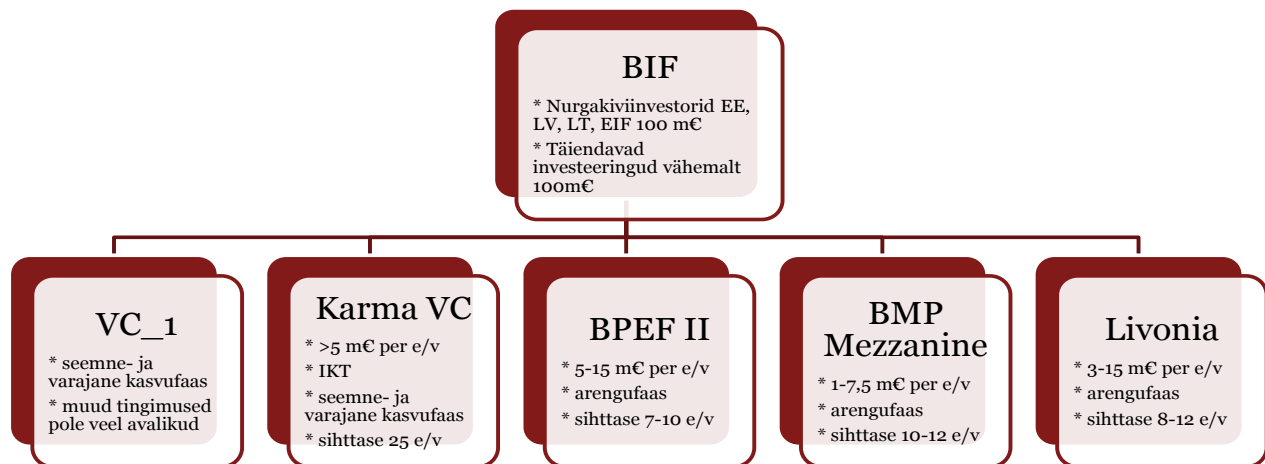 BIF
* Nurgakiviinvestorid EE,
LV, LT, EIF 100 m€
* Täiendavad
investeeringud vähemalt
100m€
VC_1
* seemne- ja
varajane kasvufaas
* muud tingimused
pole veel avalikud
Karma VC
* >5 m€ per e/v
* IKT
* seemne- ja
varajane kasvufaas
* sihttase 25 e/v
BPEF II
* 5-15 m€ per e/v
* arengufaas
* sihttase 7-10 e/v
BMP
Mezzanine
* 1-7,5 m€ per e/v
* arengufaas
* sihttase 10-12 e/v
Livonia
* 3-15 m€ per e/v
* arengufaas
* sihttase 8-12 e/v